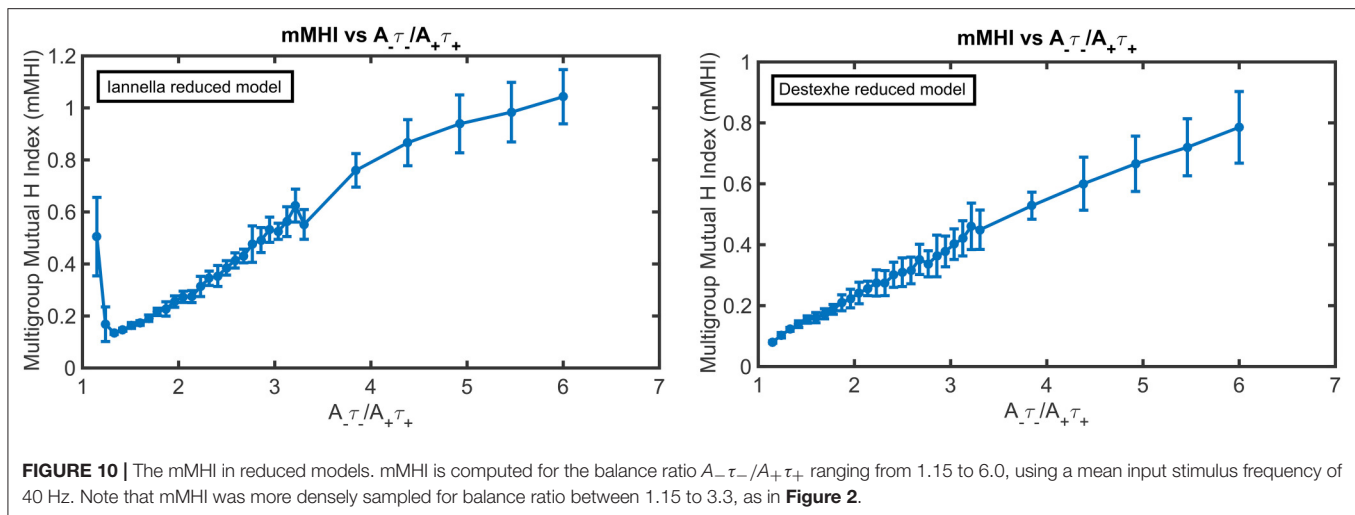 mMHI vs A_τ_/A+τ+
Iannella reduced model
Multigroup Mutual H Index (mMHI)
1.2
1
0.8
0.6
0.4
0.2
0
1 2 3 4 5 6 7
A_τ_/A+τ+
mMHI vs A_τ_/A+τ+
Destexhe reduced model
Multigroup Mutual H Index (mMHI)
1
0.8
0.6
0.4
0.2
0
1 2 3 4 5 6 7
A_τ_/A+τ+
FIGURE 10 | The mMHI in reduced models. mMHI is computed for the balance ratio A−τ−/A+τ+ ranging from 1.15 to 6.0, using a mean input stimulus frequency of
40 Hz. Note that mMHI was more densely sampled for balance ratio between 1.15 to 3.3, as in Figure 2.